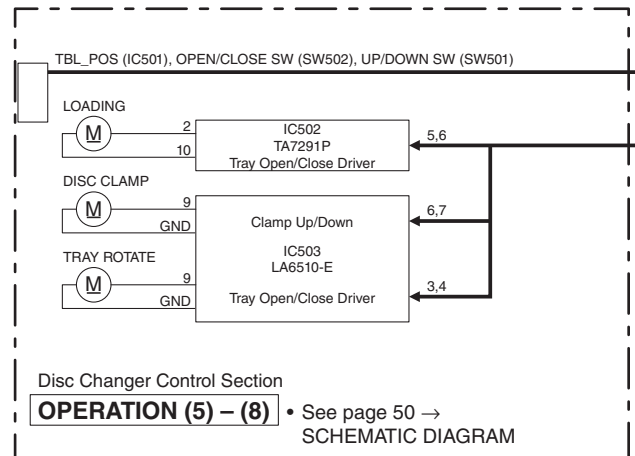 TBL_POS (IC501), OPEN/CLOSE SW (SW502), UP/DOWN SW (SW501)
LOADING
M
2
10
IC502
TA7291P
Tray Open/Close Driver
5,6
DISC CLAMP
M
9
GND
Clamp Up/Down
6,7
IC503
LA6510-E
TRAY ROTATE
M
9
GND
Tray Open/Close Driver
3,4
Disc Changer Control Section
OPERATION (5) – (8) • See page 50 →
SCHEMATIC DIAGRAM